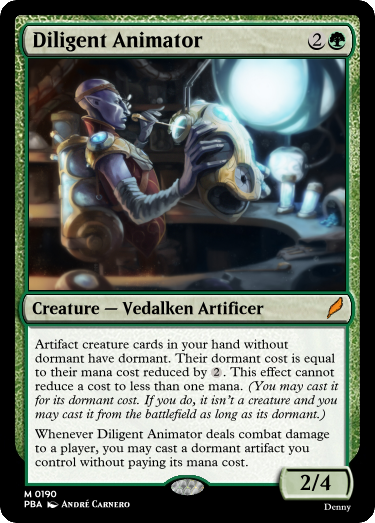 Diligent Animator 2
Creature — Vedalken Artificer
Artifact creature cards in your hand without
dormant have dormant. Their dormant cost is equal
to their mana cost reduced by 2. This effect cannot
reduce a cost to less than one mana. (You may cast it
for its dormant cost. If you do, it isn't a creature and you
may cast it from the battlefield as long as its dormant.)
Whenever Diligent Animator deals combat damage
to a player, you may cast a dormant artifact you
control without paying its mana cost.
2/4
M 0190
PBA André Carnero
Denny